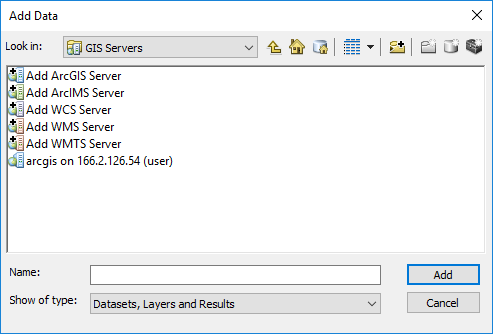 Add Data
Look in: GIS Servers
Add ArcGIS Server
Add ArcIMS Server
Add WCS Server
Add WMS Server
Add WMTS Server
arcgis on 166.2.126.54 (user)
Name: Add
Show of type: Datasets, Layers and Results Cancel